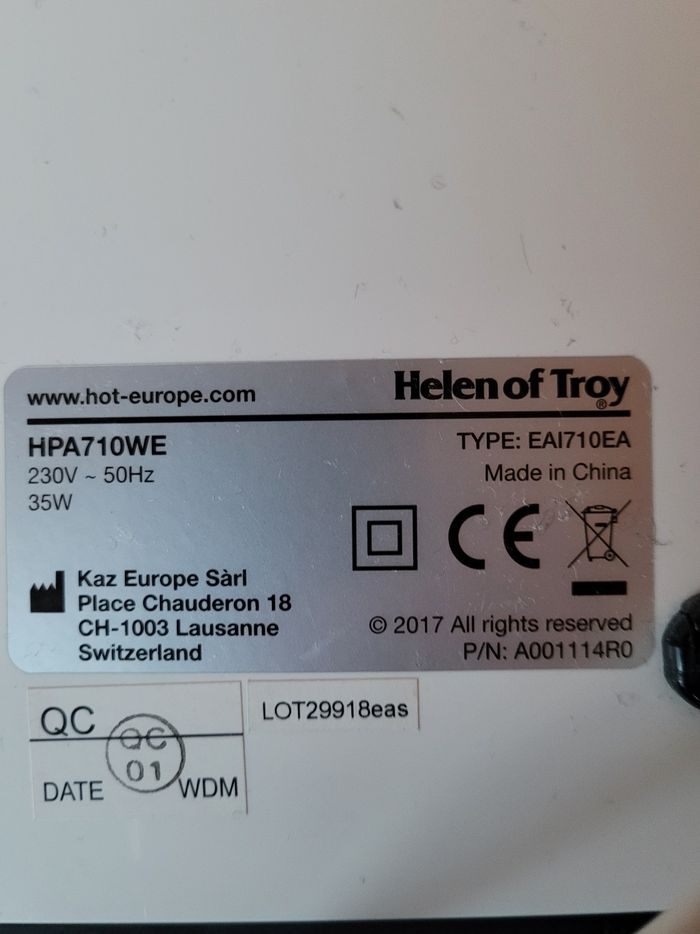 www.hot-europe.com
Helen of Troy®
HPA710WE
TYPE: EAI710EA
230V ~ 50Hz
Made in China
35W
CE
Kaz Europe Sàrl
Place Chauderon 18
CH-1003 Lausanne
Switzerland
© 2017 All rights reserved
P/N: A001114R0
QC
LOT29918eas
QC
01
DATE
WDM